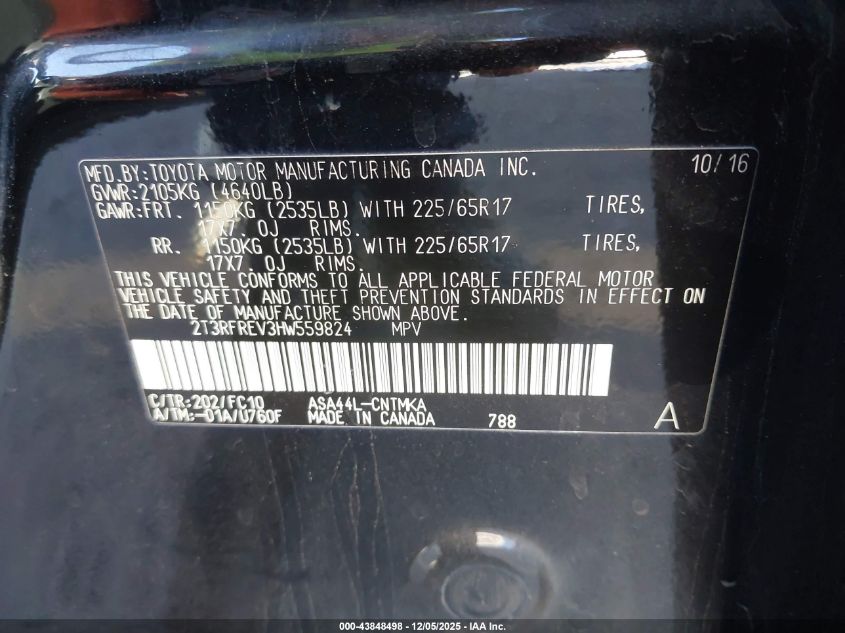 MFD.BY:TOYOTA MOTOR MANUFACTURING CANADA INC. 10/16
GVWR:2105KG (4640LB)
GAWR:FRT. 1150KG (2535LB) WITH 225/65R17 TIRES,
17X7.0J RIMS.
RR. 1150KG (2535LB) WITH 225/65R17 TIRES,
17X7.0J RIMS.
THIS VEHICLE CONFORMS TO ALL APPLICABLE FEDERAL MOTOR
VEHICLE SAFETY AND THEFT PREVENTION STANDARDS IN EFFECT ON
THE DATE OF MANUFACTURE SHOWN ABOVE.
2T3RFREV3HW559824 MPV
C/TR:202/FC10 ASA44L-CNTMKA
A/TM:-01A/U760F MADE IN CANADA 788 A
000-43848498 - 12/05/2025 - IAA Inc.